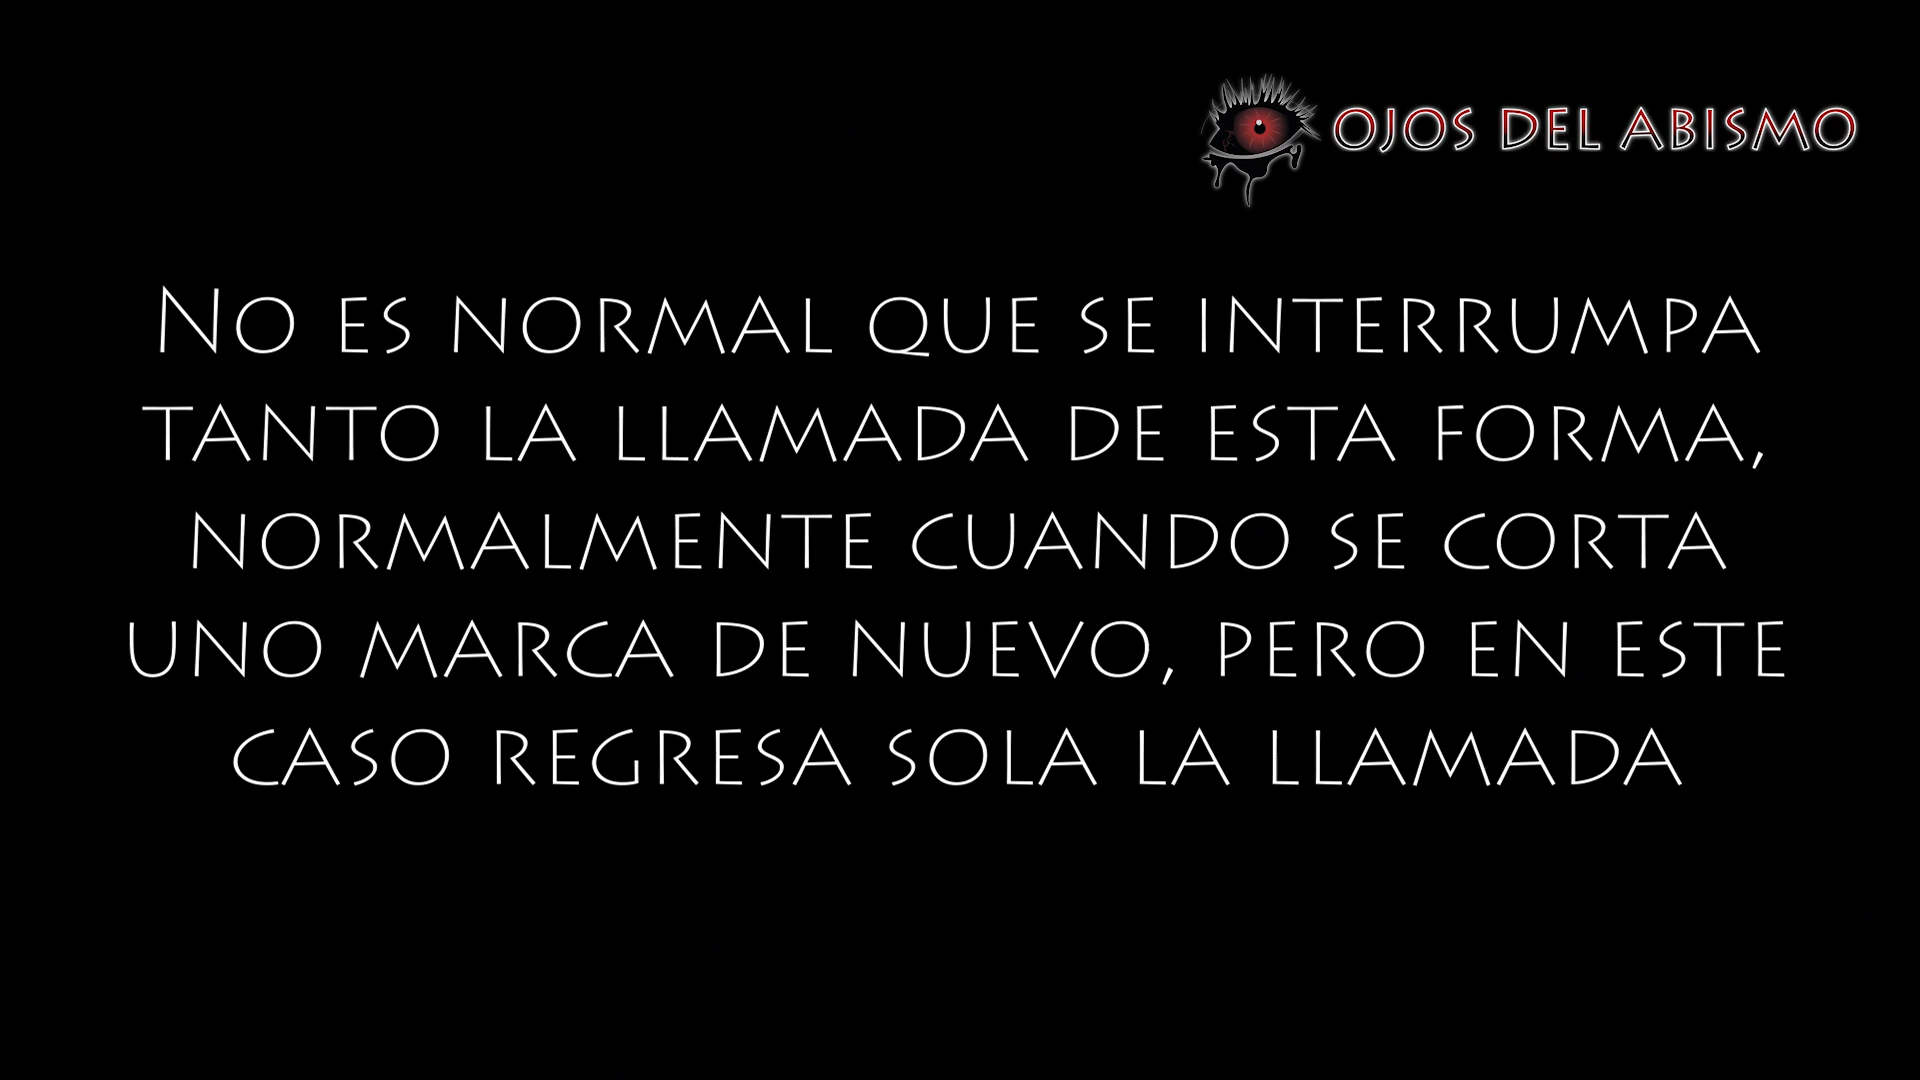 OJOS DEL ABISMO
No es normal que se interrumpa
tanto la llamada de esta forma,
normalmente cuando se corta
uno marca de nuevo, pero en este
caso regresa sola la llamada